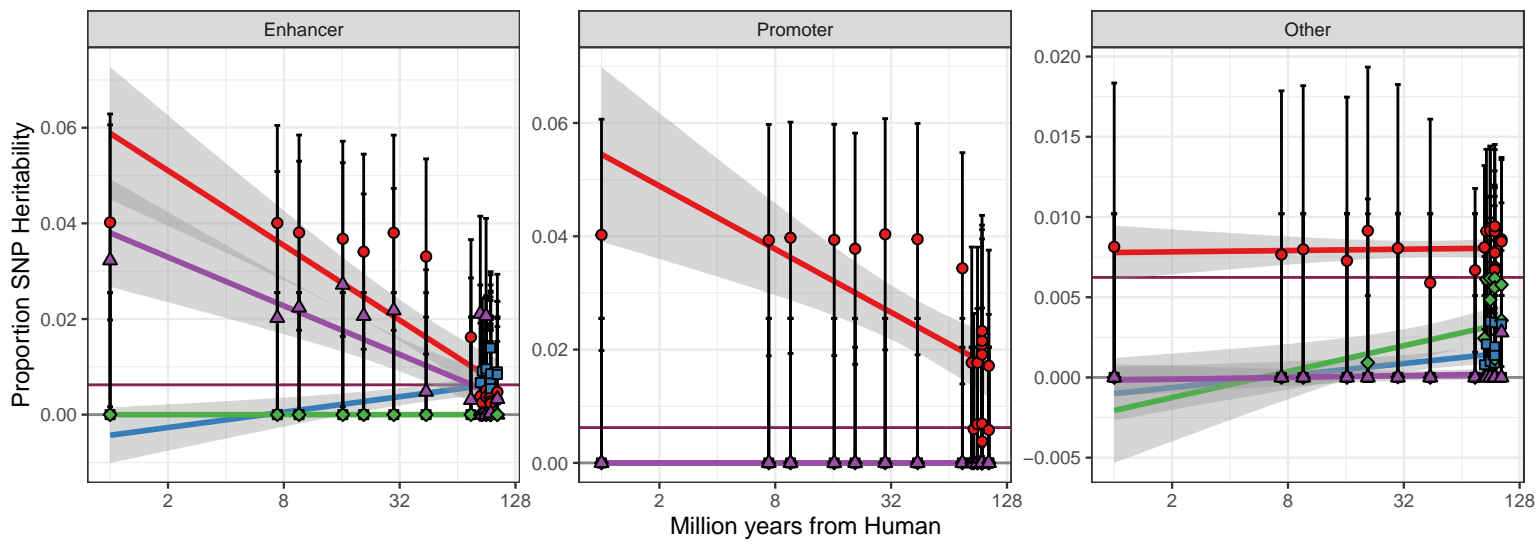 Enhancer
Promoter
Other
Proportion SNP Heritability
0.06
0.04
0.02
0.00
0.06
0.04
0.02
0.00
0.020
0.015
0.010
0.005
0.000
−0.005
2 8 32 128
2 8 32 128
2 8 32 128
Million years from Human